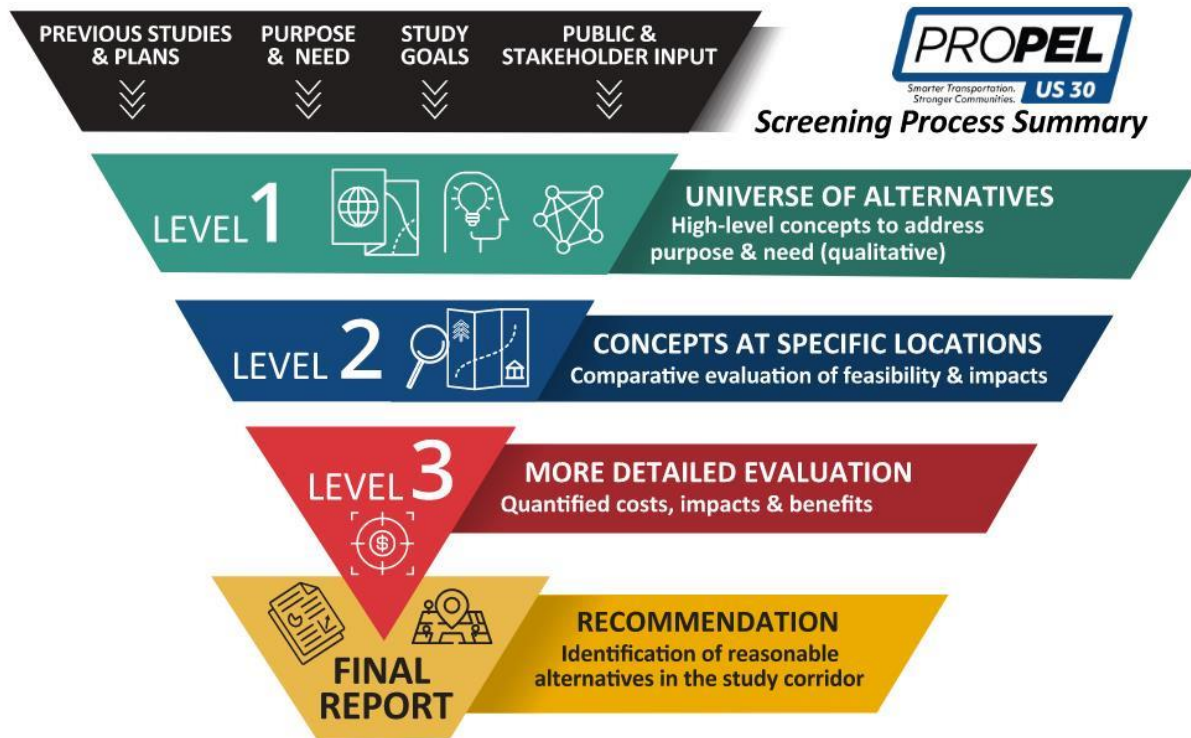 PREVIOUS STUDIES
& PLANS
PURPOSE
& NEED
STUDY
GOALS
PUBLIC &
STAKEHOLDER INPUT
PROPEL
Smarter Transportation.
Stronger Communities.
US 30
Screening Process Summary
LEVEL 1
UNIVERSE OF ALTERNATIVES
High-level concepts to address
purpose & need (qualitative)
LEVEL 2
CONCEPTS AT SPECIFIC LOCATIONS
Comparative evaluation of feasibility & impacts
LEVEL 3
MORE DETAILED EVALUATION
Quantified costs, impacts & benefits
$
FINAL
REPORT
RECOMMENDATION
Identification of reasonable
alternatives in the study corridor